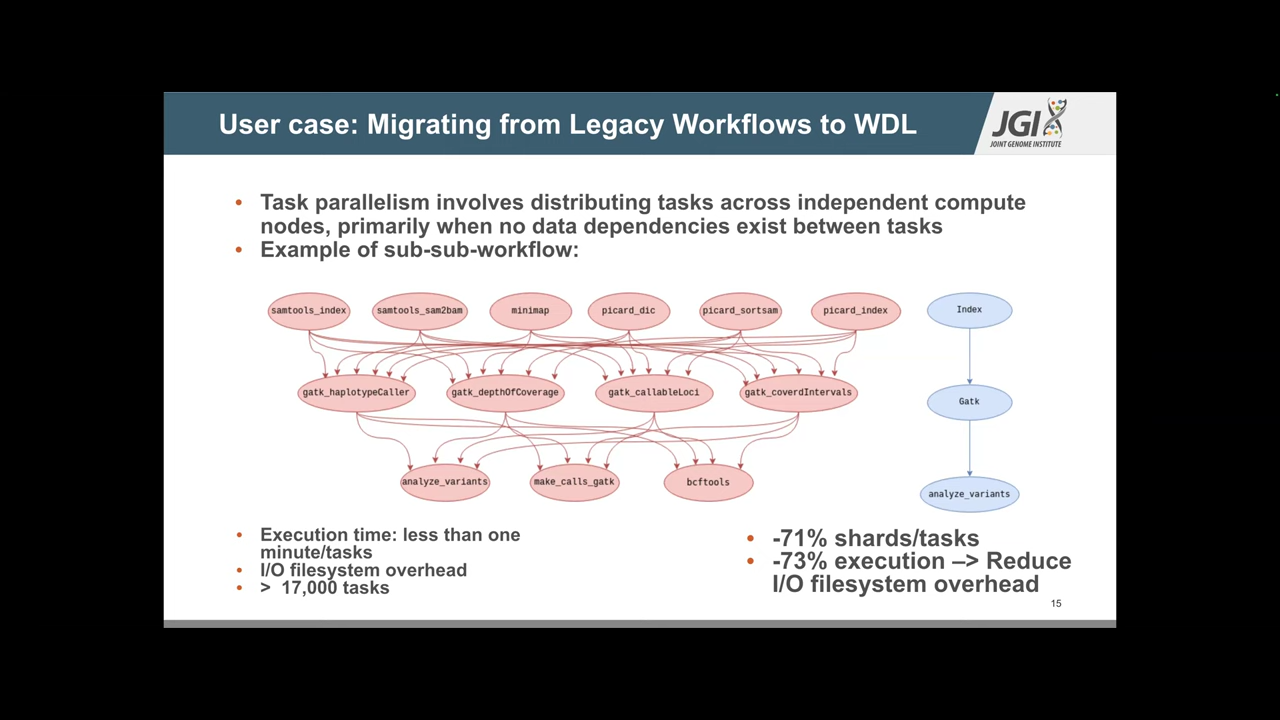 User case: Migrating from Legacy Workflows to WDL
JGI
JOINT GENOME INSTITUTE
• Task parallelism involves distributing tasks across independent compute
nodes, primarily when no data dependencies exist between tasks
• Example of sub-sub-workflow:
samtools_index samtools_sam2bam minimap picard_dic picard_sortsam picard_index Index
gatk_haplotypeCaller gatk_depthOfCoverage gatk_callableLoci gatk_coverdIntervals Gatk
analyze_variants make_calls_gatk bcftools analyze_variants
• Execution time: less than one
minute/tasks
• I/O filesystem overhead
• > 17,000 tasks
• -71% shards/tasks
• -73% execution –> Reduce
I/O filesystem overhead
15